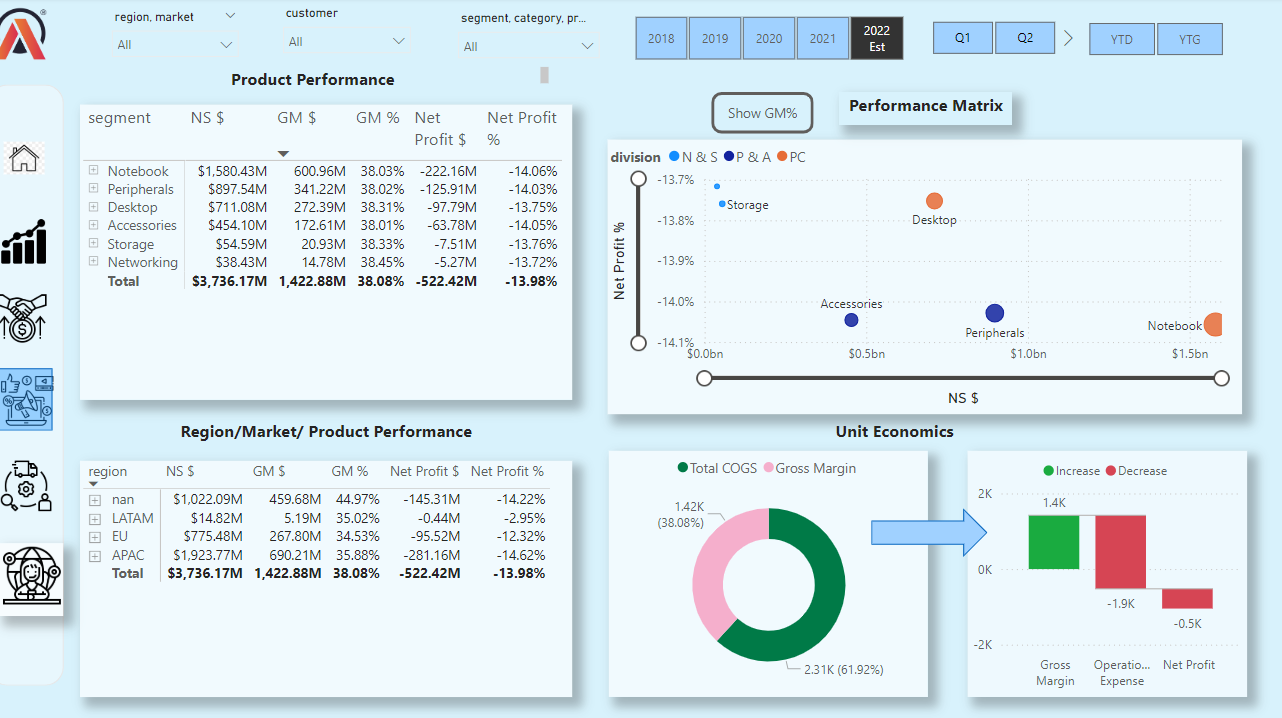 region, market
customer
segment, category, pr...
All
All
All
2018
2019
2020
2021
2022
Est
Q1
Q2
YTD
YTG
Product Performance
segment NS $ GM $ GM % Net Profit $ Net Profit %
Notebook $1,580.43M 600.96M 38.03% -222.16M -14.06%
Peripherals $897.54M 341.22M 38.02% -125.91M -14.03%
Desktop $711.08M 272.39M 38.31% -97.79M -13.75%
Accessories $454.10M 172.61M 38.01% -63.78M -14.05%
Storage $54.59M 20.93M 38.33% -7.51M -13.76%
Networking $38.43M 14.78M 38.45% -5.27M -13.72%
Total $3,736.17M 1,422.88M 38.08% -522.42M -13.98%
Show GM%
Performance Matrix
division N & S P & A PC
Net Profit %
-13.7%
-13.8%
-13.9%
-14.0%
-14.1%
Storage
Desktop
Accessories
Peripherals
Notebook
$0.0bn $0.5bn $1.0bn $1.5bn
NS $
Region/Market/ Product Performance
region NS $ GM $ GM % Net Profit $ Net Profit %
nan $1,022.09M 459.68M 44.97% -145.31M -14.22%
LATAM $14.82M 5.19M 35.02% -0.44M -2.95%
EU $775.48M 267.80M 34.53% -95.52M -12.32%
APAC $1,923.77M 690.21M 35.88% -281.16M -14.62%
Total $3,736.17M 1,422.88M 38.08% -522.42M -13.98%
Unit Economics
Total COGS Gross Margin
1.42K
(38.08%)
2.31K (61.92%)
Increase Decrease
2K
0K
-2K
1.4K
-1.9K
-0.5K
Gross
Margin
Operatio...
Expense
Net Profit